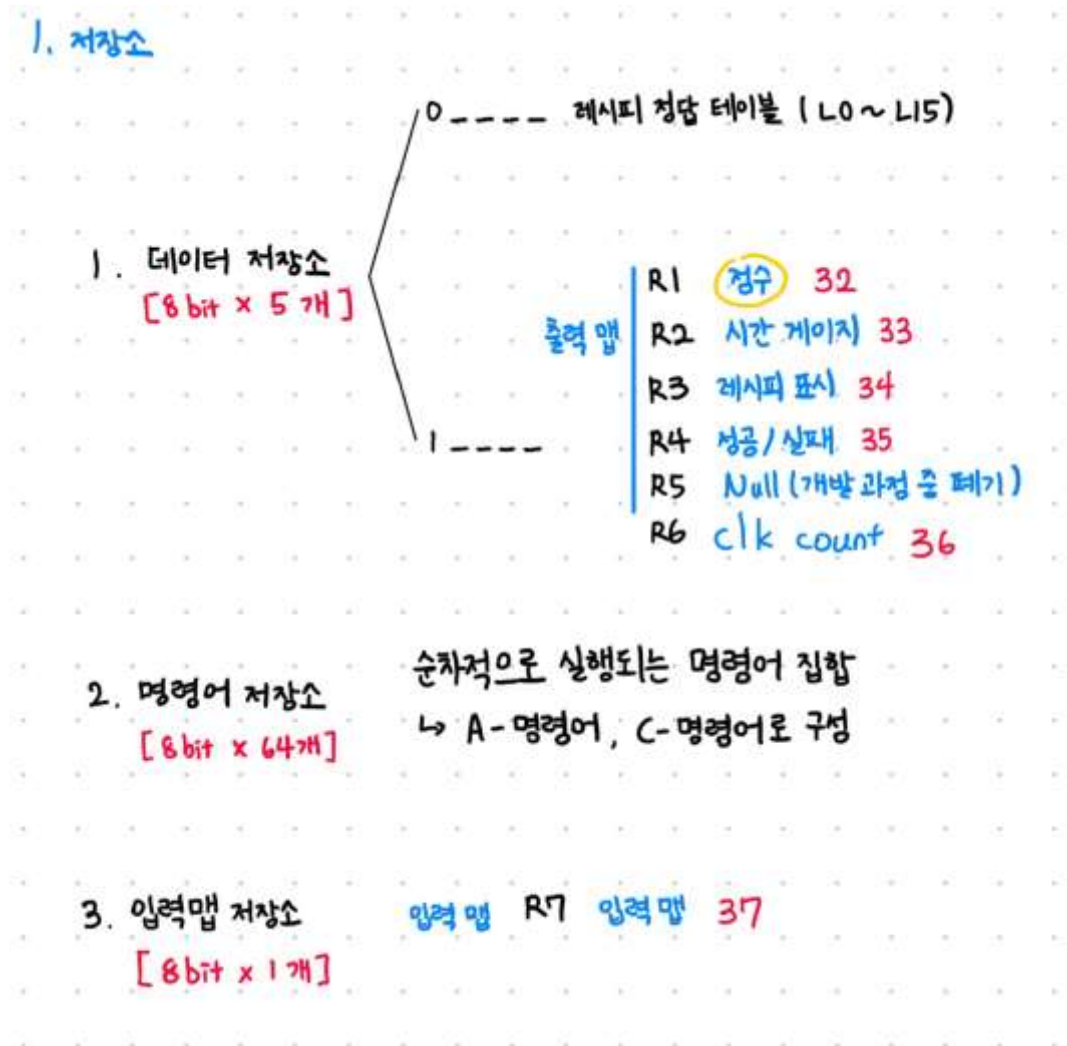 1. 저장소
0 _ _ _ _ 레시피 정답 테이블 (L0 ~ L15)
1. 데이터 저장소
[8 bit × 5개]
출력 맵
R1 점수 32
R2 시간 게이지 33
R3 레시피 표시 34
1 _ _ _ _
R4 성공/실패 35
R5 Null (개발 과정 중 폐기)
R6 clk count 36
2. 명령어 저장소
[8 bit × 64개]
순차적으로 실행되는 명령어 집합
↳ A-명령어, C-명령어로 구성
3. 입력맵 저장소
[8 bit × 1개]
입력 맵 R7 입력 맵 37